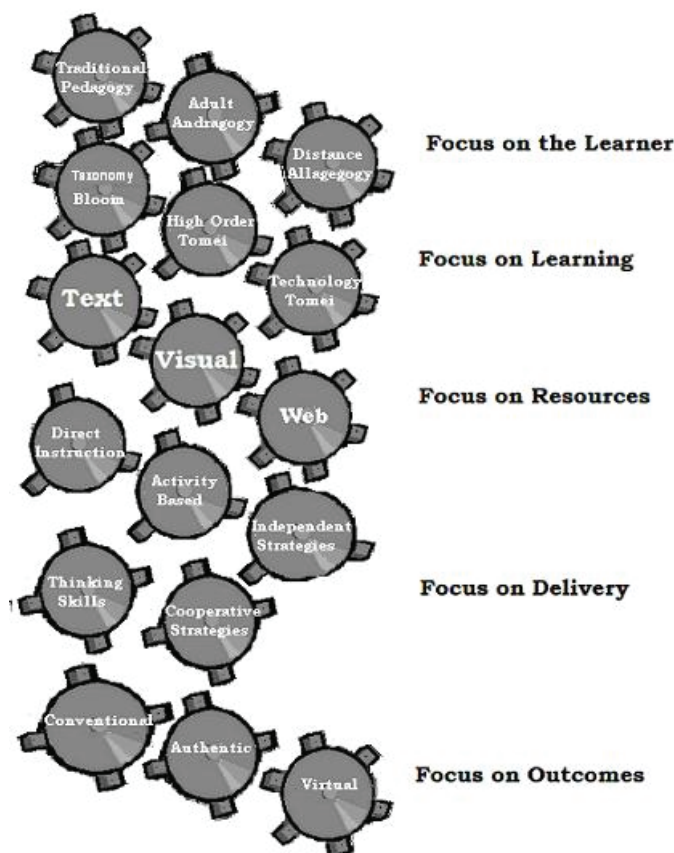 Traditional
Pedagogy
Adult
Andragogy
Distance
Allagegogy
Focus on the Learner
Taxonomy
Bloom
High Order
Tomei
Technology
Tomei
Focus on Learning
Text
Visual
Web
Focus on Resources
Direct
Instruction
Activity
Based
Independent
Strategies
Thinking
Skills
Cooperative
Strategies
Focus on Delivery
Conventional
Authentic
Virtual
Focus on Outcomes